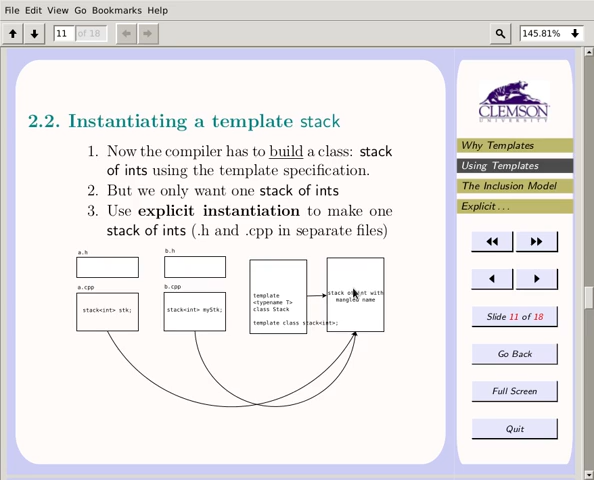 File Edit View Go Bookmarks Help
11 of 18
145.81%
2.2. Instantiating a template stack
1. Now the compiler has to build a class: stack
of ints using the template specification.
2. But we only want one stack of ints
3. Use explicit instantiation to make one
stack of ints (.h and .cpp in separate files)
a.h
b.h
a.cpp
stack<int> stk;
b.cpp
stack<int> myStk;
template
<typename T>
class Stack
template class stack<int>;
stack of int with
mangled name
CLEMSON
UNIVERSITY
Why Templates
Using Templates
The Inclusion Model
Explicit . . .
Slide 11 of 18
Go Back
Full Screen
Quit